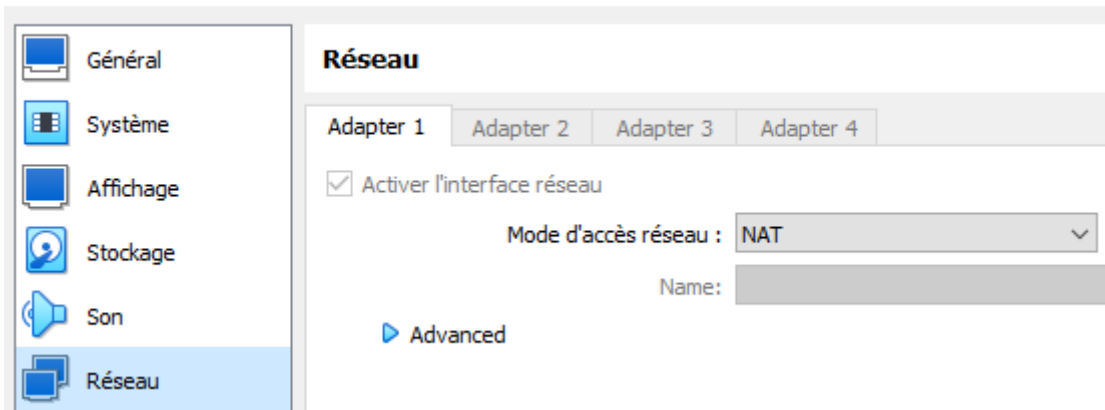 Général
Système
Affichage
Stockage
Son
Réseau
Réseau
Adapter 1 Adapter 2 Adapter 3 Adapter 4
Activer l'interface réseau
Mode d'accès réseau : NAT
Name:
Advanced